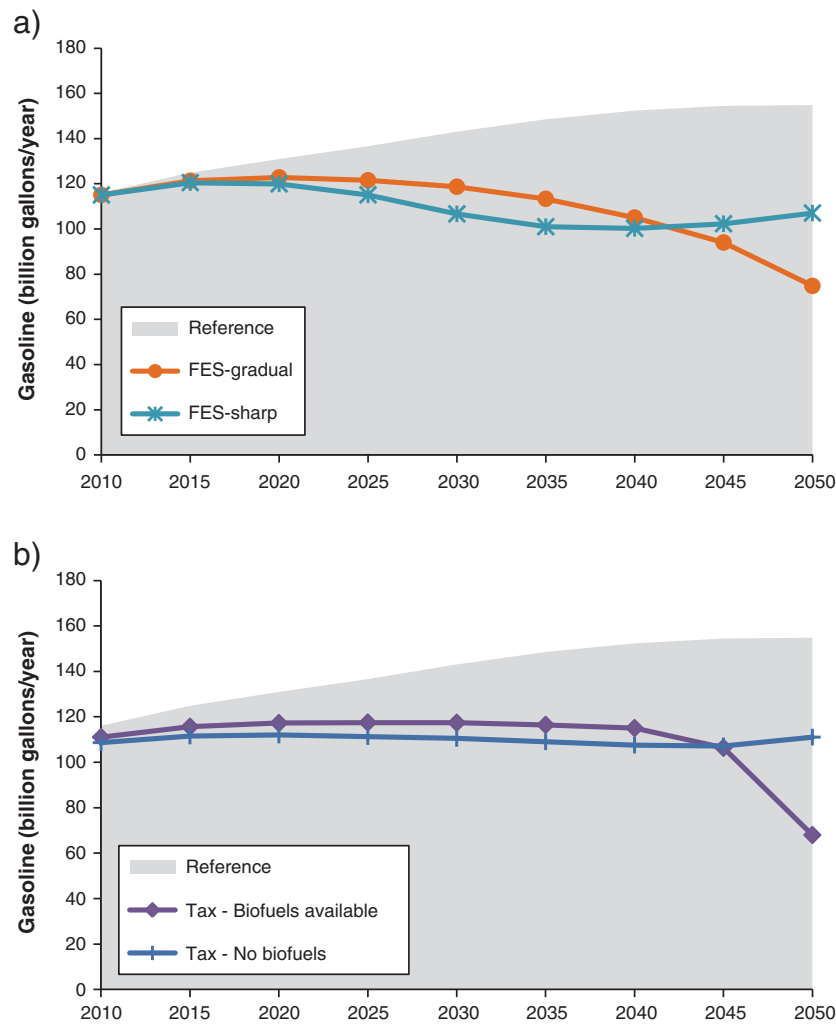 a)
Gasoline (billion gallons/year)
180
160
140
120
100
80
60
40
20
0
Reference
FES-gradual
FES-sharp
2010 2015 2020 2025 2030 2035 2040 2045 2050
b)
Gasoline (billion gallons/year)
180
160
140
120
100
80
60
40
20
0
Reference
Tax - Biofuels available
Tax - No biofuels
2010 2015 2020 2025 2030 2035 2040 2045 2050